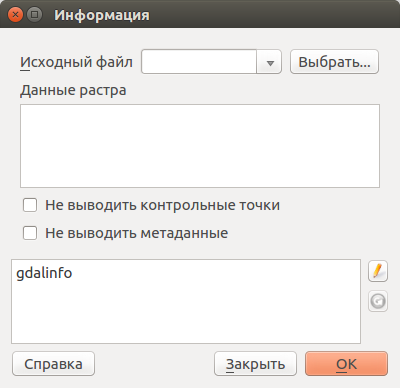 Информация
Исходный файл
Выбрать...
Данные растра
Не выводить контрольные точки
Не выводить метаданные
gdalinfo
Справка
Закрыть
OK